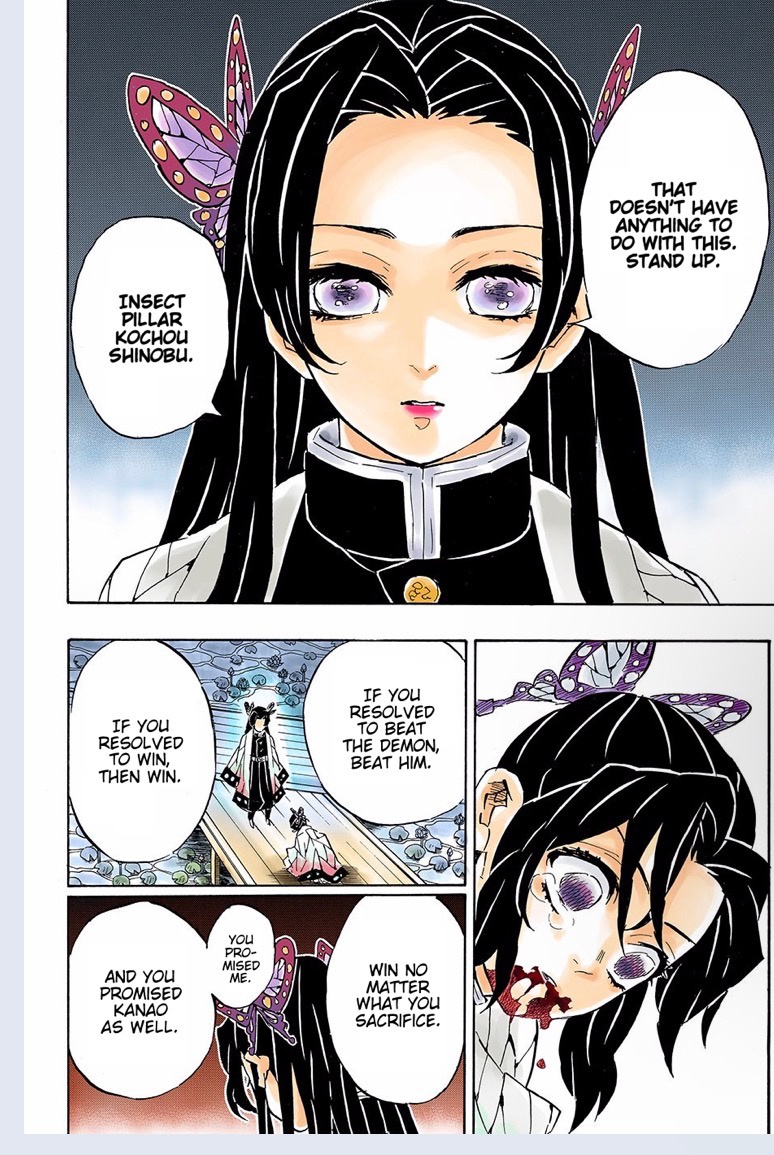 THAT
DOESN'T HAVE
ANYTHING TO
DO WITH THIS.
STAND UP.
INSECT
PILLAR
KOCHOU
SHINOBU.
IF YOU
RESOLVED
TO BEAT
THE DEMON,
BEAT HIM.
IF YOU
RESOLVED
TO WIN,
THEN WIN.
WIN NO
MATTER
WHAT YOU
SACRIFICE.
YOU
PRO-
MISED
ME.
AND YOU
PROMISED
KANAO
AS WELL.